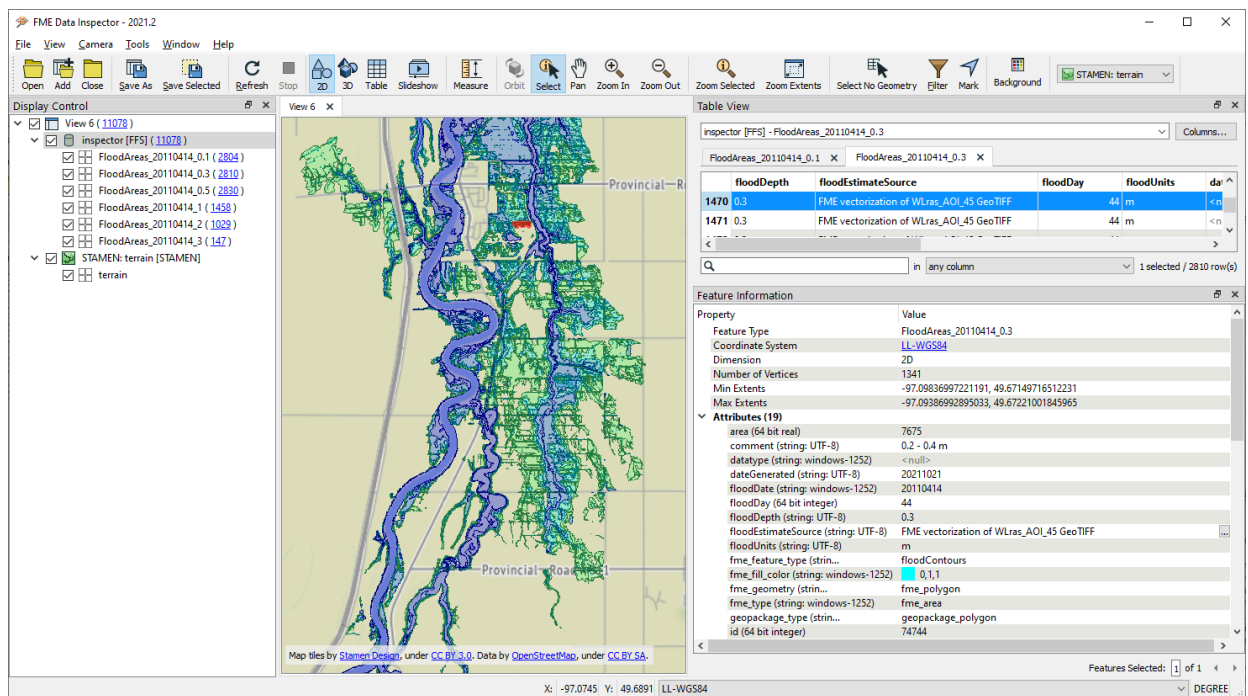 FME Data Inspector - 2021.2
File View Camera Tools Window Help
Open Add Close Save As Save Selected Refresh Stop 2D 3D Table Slideshow Measure Orbit Select Pan Zoom In Zoom Out Zoom Selected Zoom Extents Select No Geometry Filter Mark Background STAMEN: terrain
Display Control
View 6 (11078)
inspector [FFS] (11078)
FloodAreas_20110414_0.1 (2804)
FloodAreas_20110414_0.3 (2810)
FloodAreas_20110414_0.5 (2830)
FloodAreas_20110414_1 (1458)
FloodAreas_20110414_2 (1029)
FloodAreas_20110414_3 (147)
STAMEN: terrain [STAMEN]
terrain
View 6
Provincial
Provincial
Map tiles by Stamen Design, under CC BY 3.0. Data by OpenStreetMap, under CC BY SA.
Table View
inspector [FFS] - FloodAreas_20110414_0.3 Columns...
FloodAreas_20110414_0.1 FloodAreas_20110414_0.3
floodDepth floodEstimateSource floodDay floodUnits
1470 0.3 FME vectorization of WLras_AOI_45 GeoTIFF 44 m <n
1471 0.3 FME vectorization of WLras_AOI_45 GeoTIFF 44 m <n
in any column 1 selected / 2810 row(s)
Feature Information
Property Value
Feature Type FloodAreas_20110414_0.3
Coordinate System LL-WGS84
Dimension 2D
Number of Vertices 1341
Min Extents -97.09836997221191, 49.67149716512231
Max Extents -97.09386992895033, 49.67221001845965
Attributes (19)
area (64 bit real) 7675
comment (string: UTF-8) 0.2 - 0.4 m
datatype (string: windows-1252) <null>
dateGenerated (string: UTF-8) 20211021
floodDate (string: windows-1252) 20110414
floodDay (64 bit integer) 44
floodDepth (string: UTF-8) 0.3
floodEstimateSource (string: UTF-8) FME vectorization of WLras_AOI_45 GeoTIFF ...
floodUnits (string: UTF-8) m
fme_feature_type (strin... floodContours
fme_fill_color (string: windows-1252) 0,1,1
fme_geometry (strin... fme_polygon
fme_type (string: windows-1252) fme_area
geopackage_type (strin... geopackage_polygon
id (64 bit integer) 74744
Features Selected: 1 of 1
X: -97.0745 Y: 49.6891 LL-WGS84 DEGREE